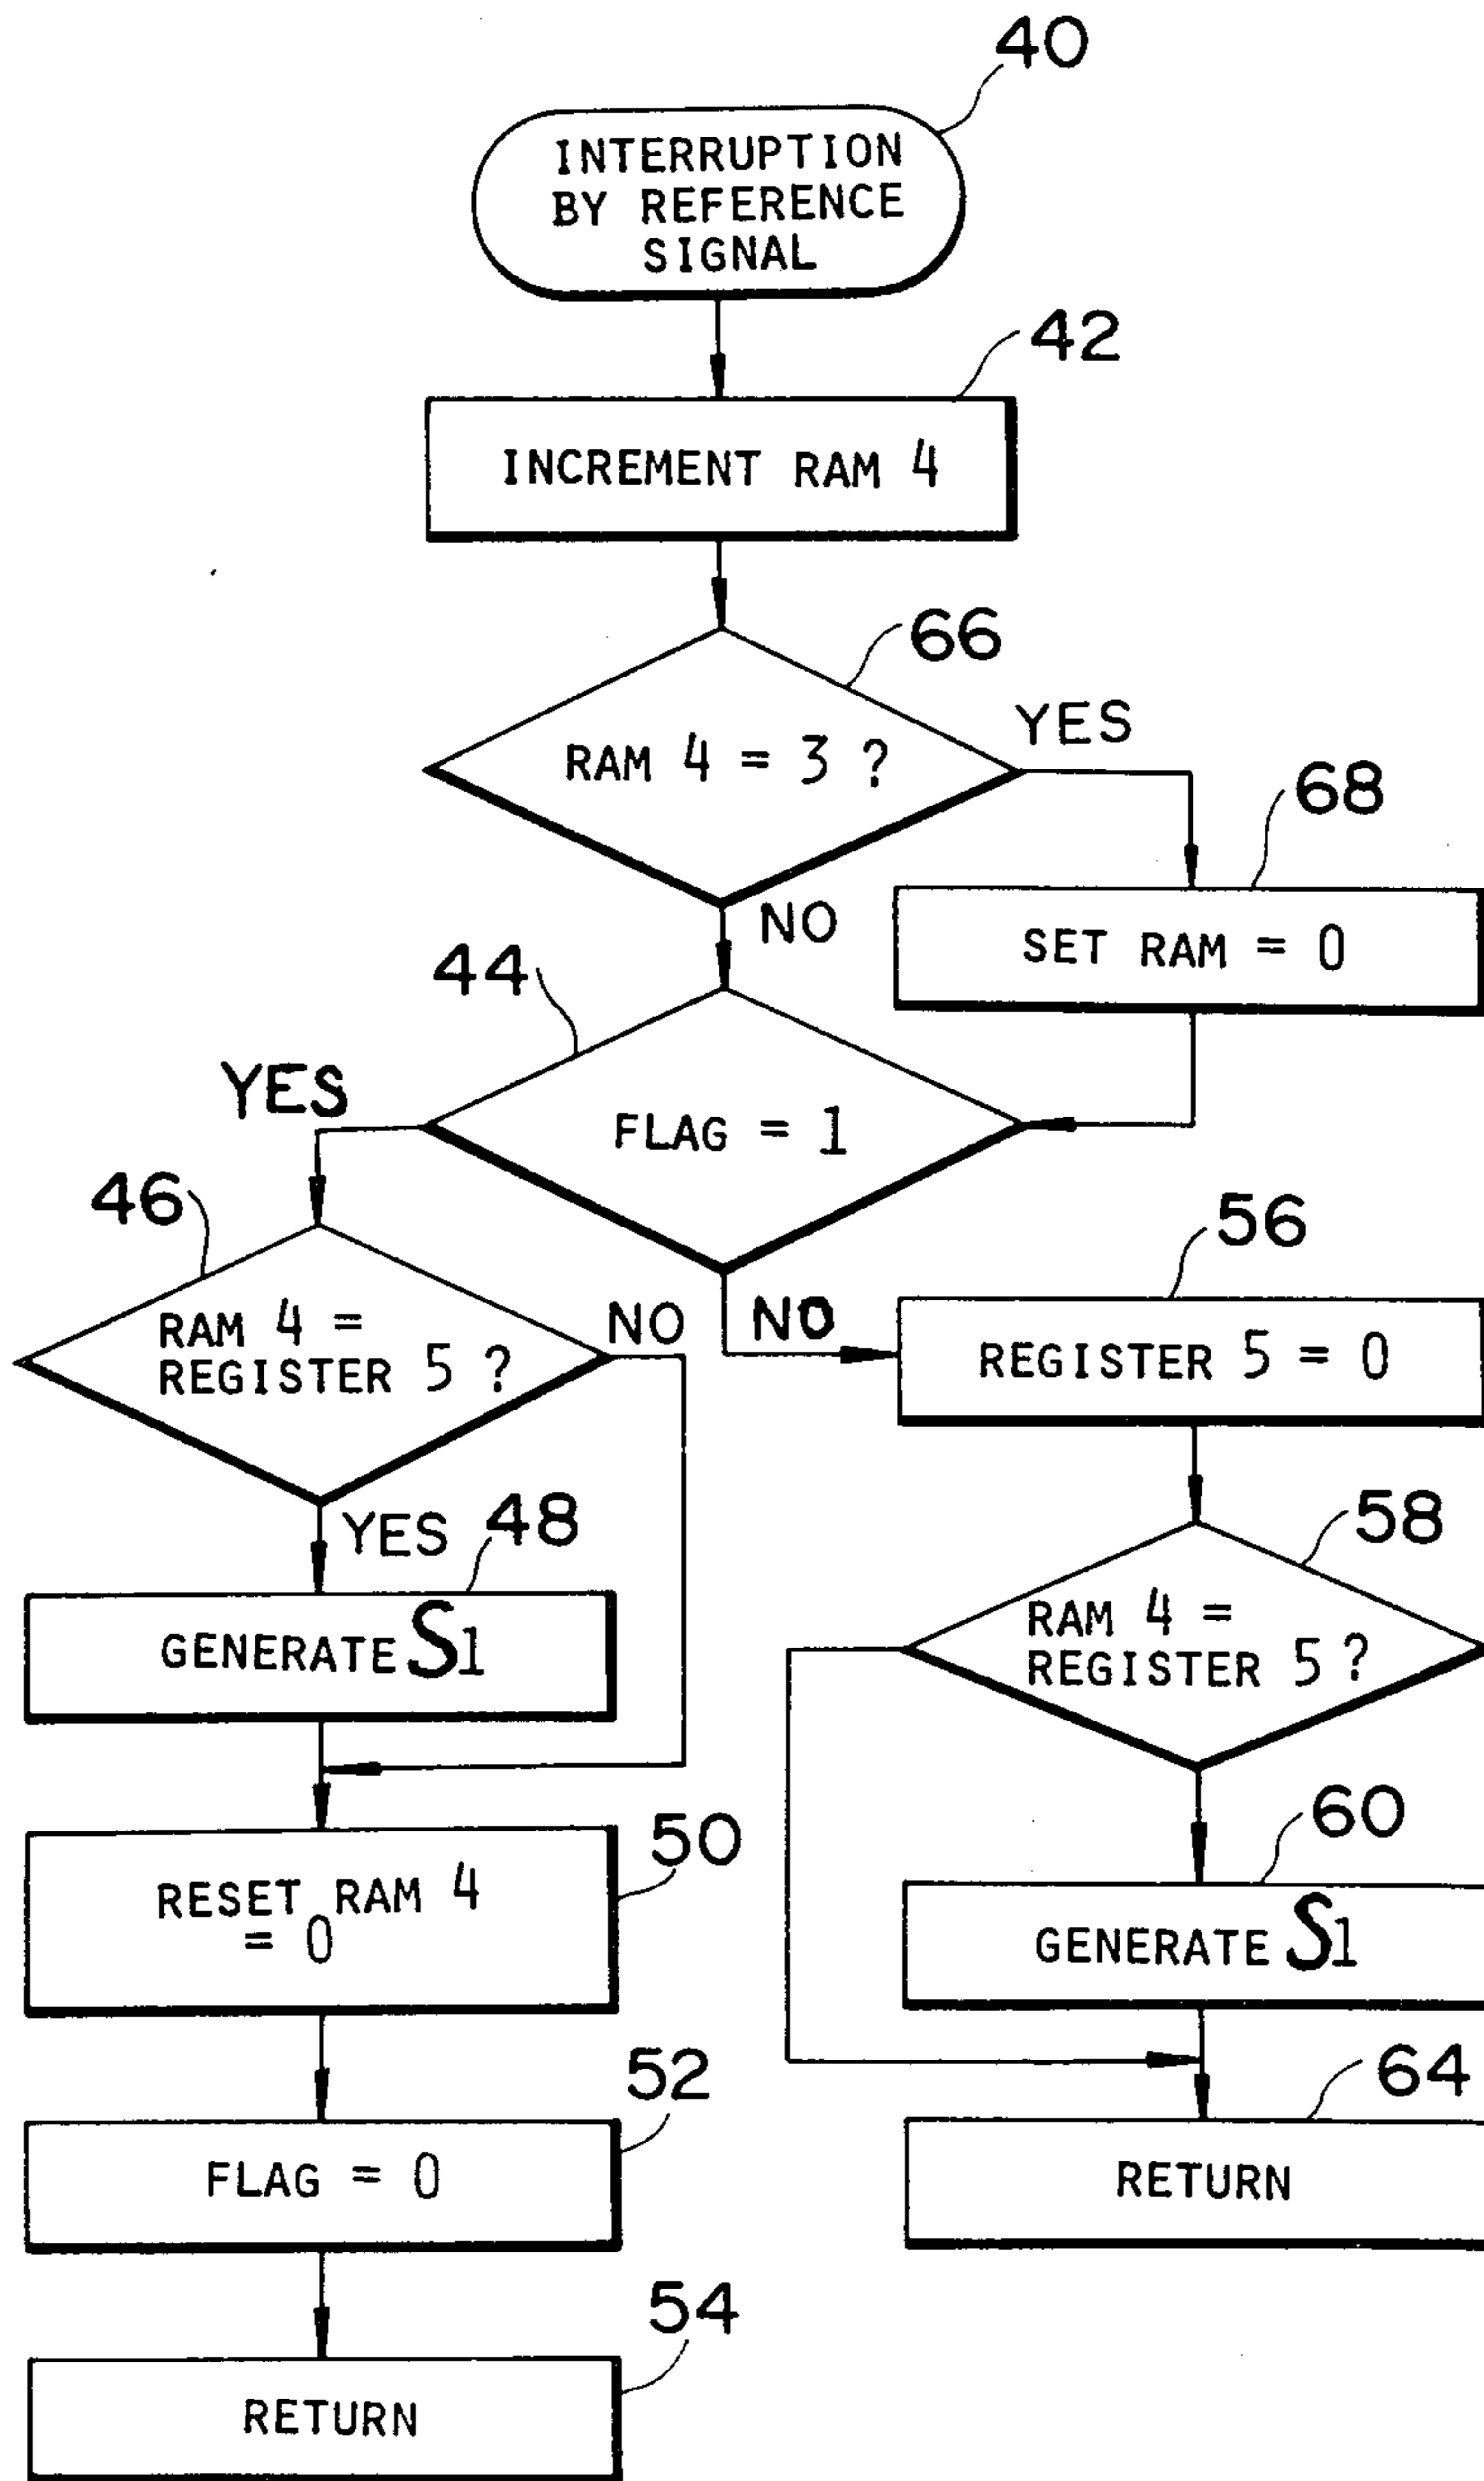 40
INTERRUPTION
BY REFERENCE
SIGNAL
42
INCREMENT RAM 4
66
RAM 4 = 3 ?
YES
68
SET RAM = 0
NO
44
FLAG = 1
YES
46
RAM 4 =
REGISTER 5 ?
NO
NO
56
REGISTER 5 = 0
YES
48
GENERATE S1
58
RAM 4 =
REGISTER 5 ?
50
RESET RAM 4
= 0
60
GENERATE S1
52
FLAG = 0
64
RETURN
54
RETURN